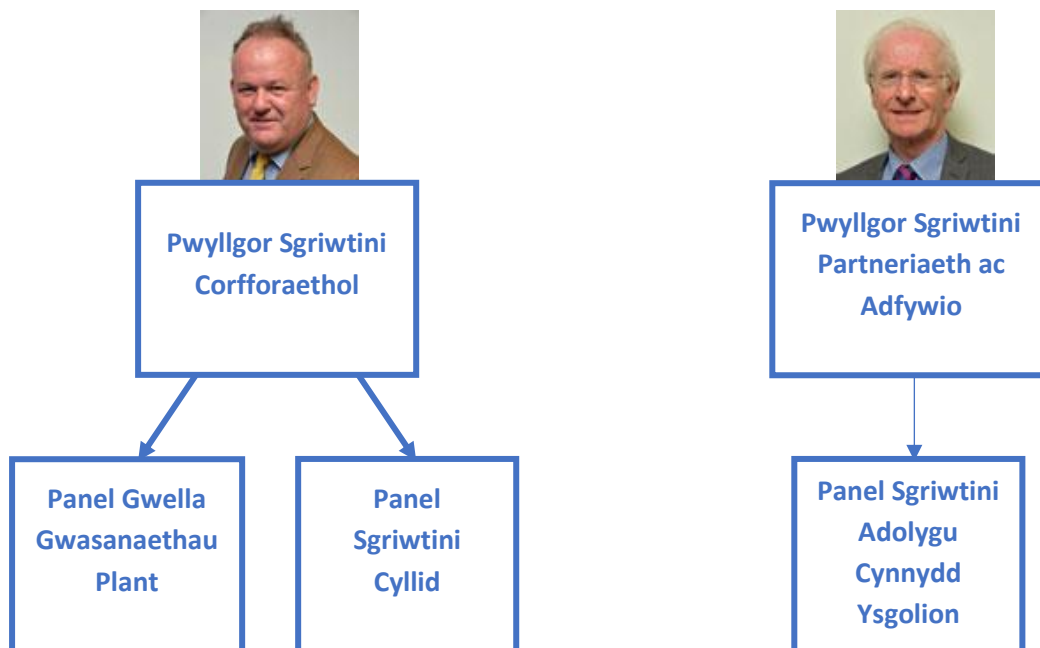 Pwyllgor Sgriwtini
Corfforaethol
Pwyllgor Sgriwtini
Partneriaeth ac
Adfywio
Panel Gwella
Gwasanaethau
Plant
Panel
Sgriwtini
Cyllid
Panel Sgriwtini
Adolygu
Cynnydd
Ysgolion